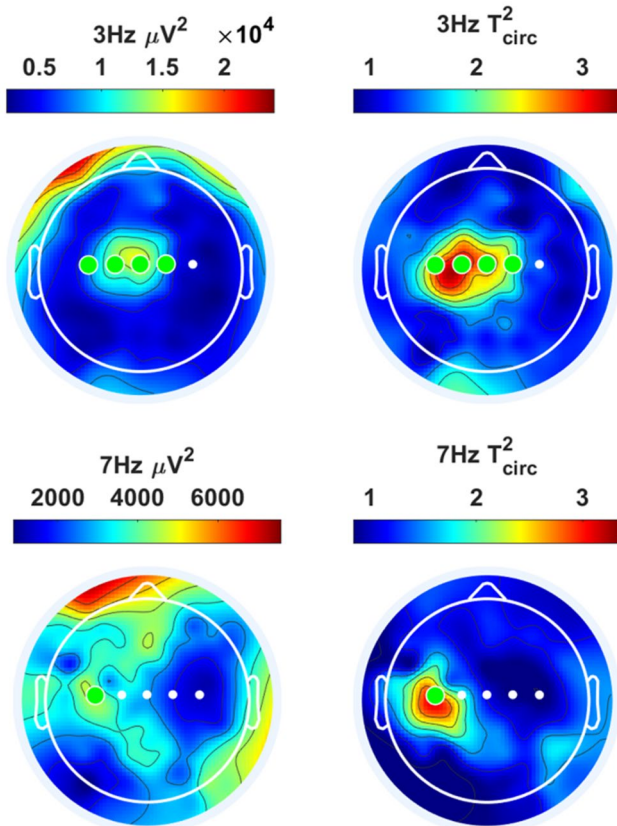 3Hz μV² ×10⁴
0.5 1 1.5 2
3Hz T²circ
1 2 3
7Hz μV²
2000 4000 6000
7Hz T²circ
1 2 3